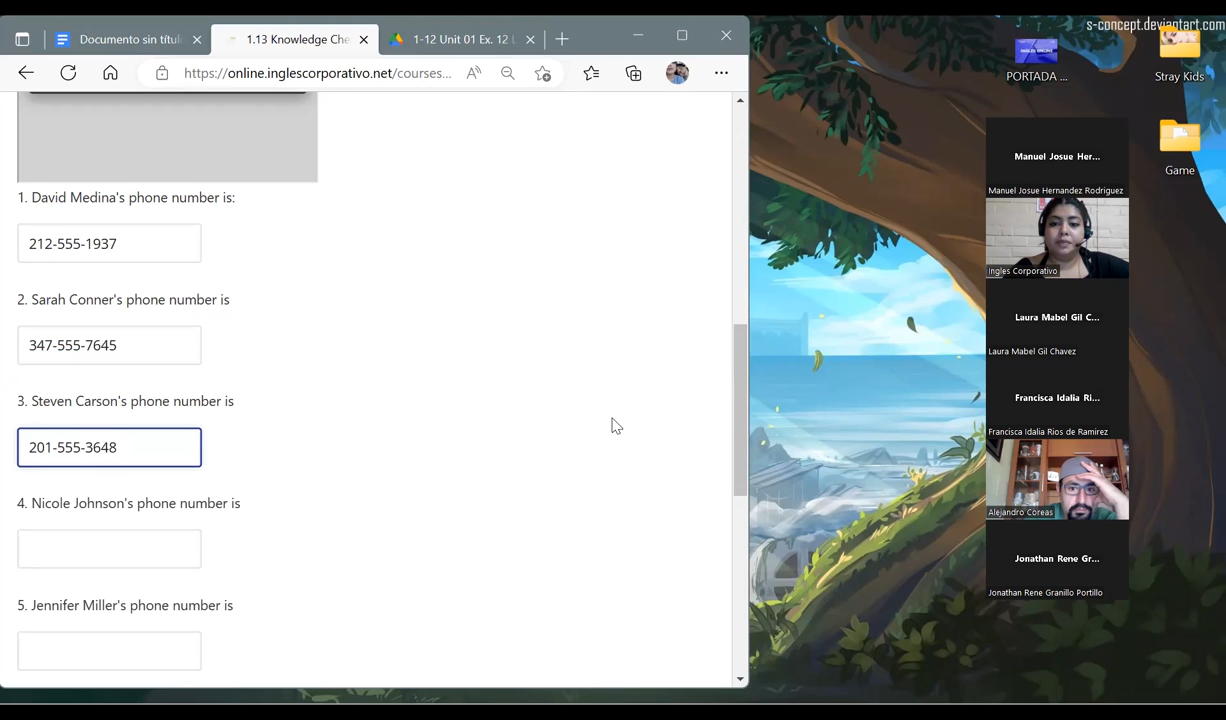 s-concept.deviantart.com
Documento sin títu
1.13 Knowledge Che
1-12 Unit 01 Ex. 12 L
https://online.inglescorporativo.net/courses...
PORTADA ...
Stray Kids
Game
1. David Medina's phone number is:
212-555-1937
2. Sarah Conner's phone number is
347-555-7645
3. Steven Carson's phone number is
201-555-3648
4. Nicole Johnson's phone number is
5. Jennifer Miller's phone number is
Manuel Josue Her...
Manuel Josue Hernandez Rodriguez
Ingles Corporativo
Laura Mabel Gil C...
Laura Mabel Gil Chavez
Francisca Idalia Ri...
Francisca Idalia Rios de Ramirez
Alejandro Coreas
Jonathan Rene Gr...
Jonathan Rene Granillo Portillo